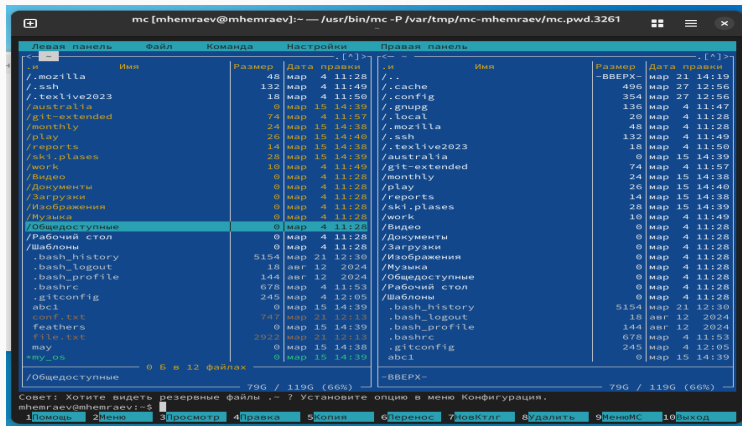 mc [mhemraev@mhemraev]:~ — /usr/bin/mc -P /var/tmp/mc-mhemraev/mc.pwd.3261
Левая панель Файл Команда Настройки Правая панель
<— ~ .[^]> <— ~ .[^]>
.и Имя Размер Дата правки .и Имя Размер Дата правки
/.mozilla 48 мар 4 11:28 /.. -ВВЕРХ- мар 21 14:19
/.ssh 132 мар 4 11:49 /.cache 496 мар 27 12:56
/.texlive2023 18 мар 4 11:50 /.config 354 мар 27 12:56
/australia 0 мар 15 14:39 /.gnupg 136 мар 4 11:47
/git-extended 74 мар 4 11:57 /.local 20 мар 4 11:28
/monthly 24 мар 15 14:38 /.mozilla 48 мар 4 11:28
/play 26 мар 15 14:40 /.ssh 132 мар 4 11:49
/reports 14 мар 15 14:38 /.texlive2023 18 мар 4 11:50
/ski.plases 28 мар 15 14:39 /australia 0 мар 15 14:39
/work 10 мар 4 11:49 /git-extended 74 мар 4 11:57
/Видео 0 мар 4 11:28 /monthly 24 мар 15 14:38
/Документы 0 мар 4 11:28 /play 26 мар 15 14:40
/Загрузки 0 мар 4 11:28 /reports 14 мар 15 14:38
/Изображения 0 мар 4 11:28 /ski.plases 28 мар 15 14:39
/Музыка 0 мар 4 11:28 /work 10 мар 4 11:49
/Общедоступные 0 мар 4 11:28 /Видео 0 мар 4 11:28
/Рабочий стол 0 мар 4 11:28 /Документы 0 мар 4 11:28
/Шаблоны 0 мар 4 11:28 /Загрузки 0 мар 4 11:28
.bash_history 5154 мар 21 12:30 /Изображения 0 мар 4 11:28
.bash_logout 18 авг 12 2024 /Музыка 0 мар 4 11:28
.bash_profile 144 авг 12 2024 /Общедоступные 0 мар 4 11:28
.bashrc 678 мар 4 11:53 /Рабочий стол 0 мар 4 11:28
.gitconfig 245 мар 4 12:05 /Шаблоны 0 мар 4 11:28
abc1 0 мар 15 14:39 .bash_history 5154 мар 21 12:30
conf.txt 747 мар 21 12:13 .bash_logout 18 авг 12 2024
feathers 0 мар 15 14:39 .bash_profile 144 авг 12 2024
file.txt 2922 мар 21 12:13 .bashrc 678 мар 4 11:53
may 0 мар 15 14:38 .gitconfig 245 мар 4 12:05
*my_os 0 мар 15 14:39 abc1 0 мар 15 14:39
0 Б в 12 файлах
/Общедоступные -ВВЕРХ-
79G / 119G (66%) 79G / 119G (66%)
Совет: Хотите видеть резервные файлы .~ ? Установите опцию в меню Конфигурация.
mhemraev@mhemraev:~$
1Помощь 2Меню 3Просмотр 4Правка 5Копия 6Перенос 7НовКтлг 8Удалить 9МенюMC 10Выход